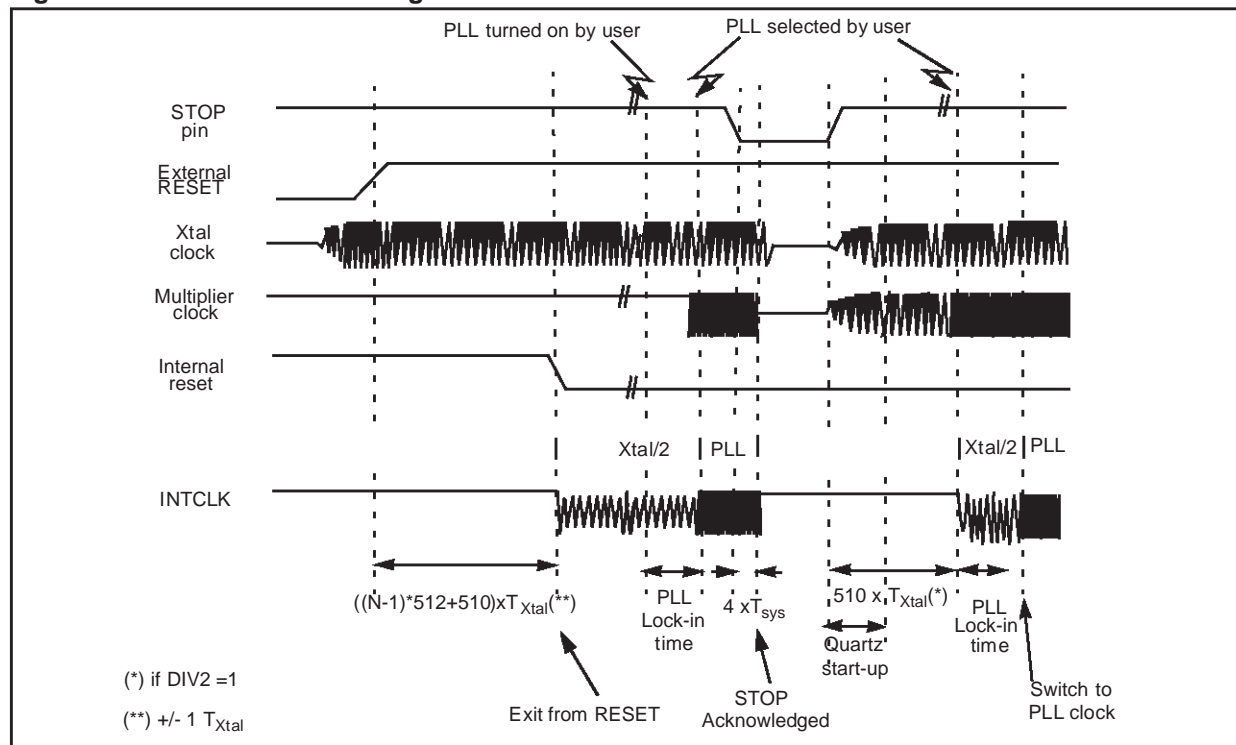 PLL turned on by user
PLL selected by user
STOP
pin
External
RESET
Xtal
clock
Multiplier
clock
Internal
reset
Xtal/2
PLL
Xtal/2
PLL
INTCLK
((N-1)*512+510)xT Xtal(**)
PLL
Lock-in
time
4 xTsys
510 x TXtal(*)
PLL
Lock-in
time
Quartz
start-up
(*) if DIV2 =1
(**) +/- 1 TXtal
Exit from RESET
STOP
Acknowledged
Switch to
PLL clock